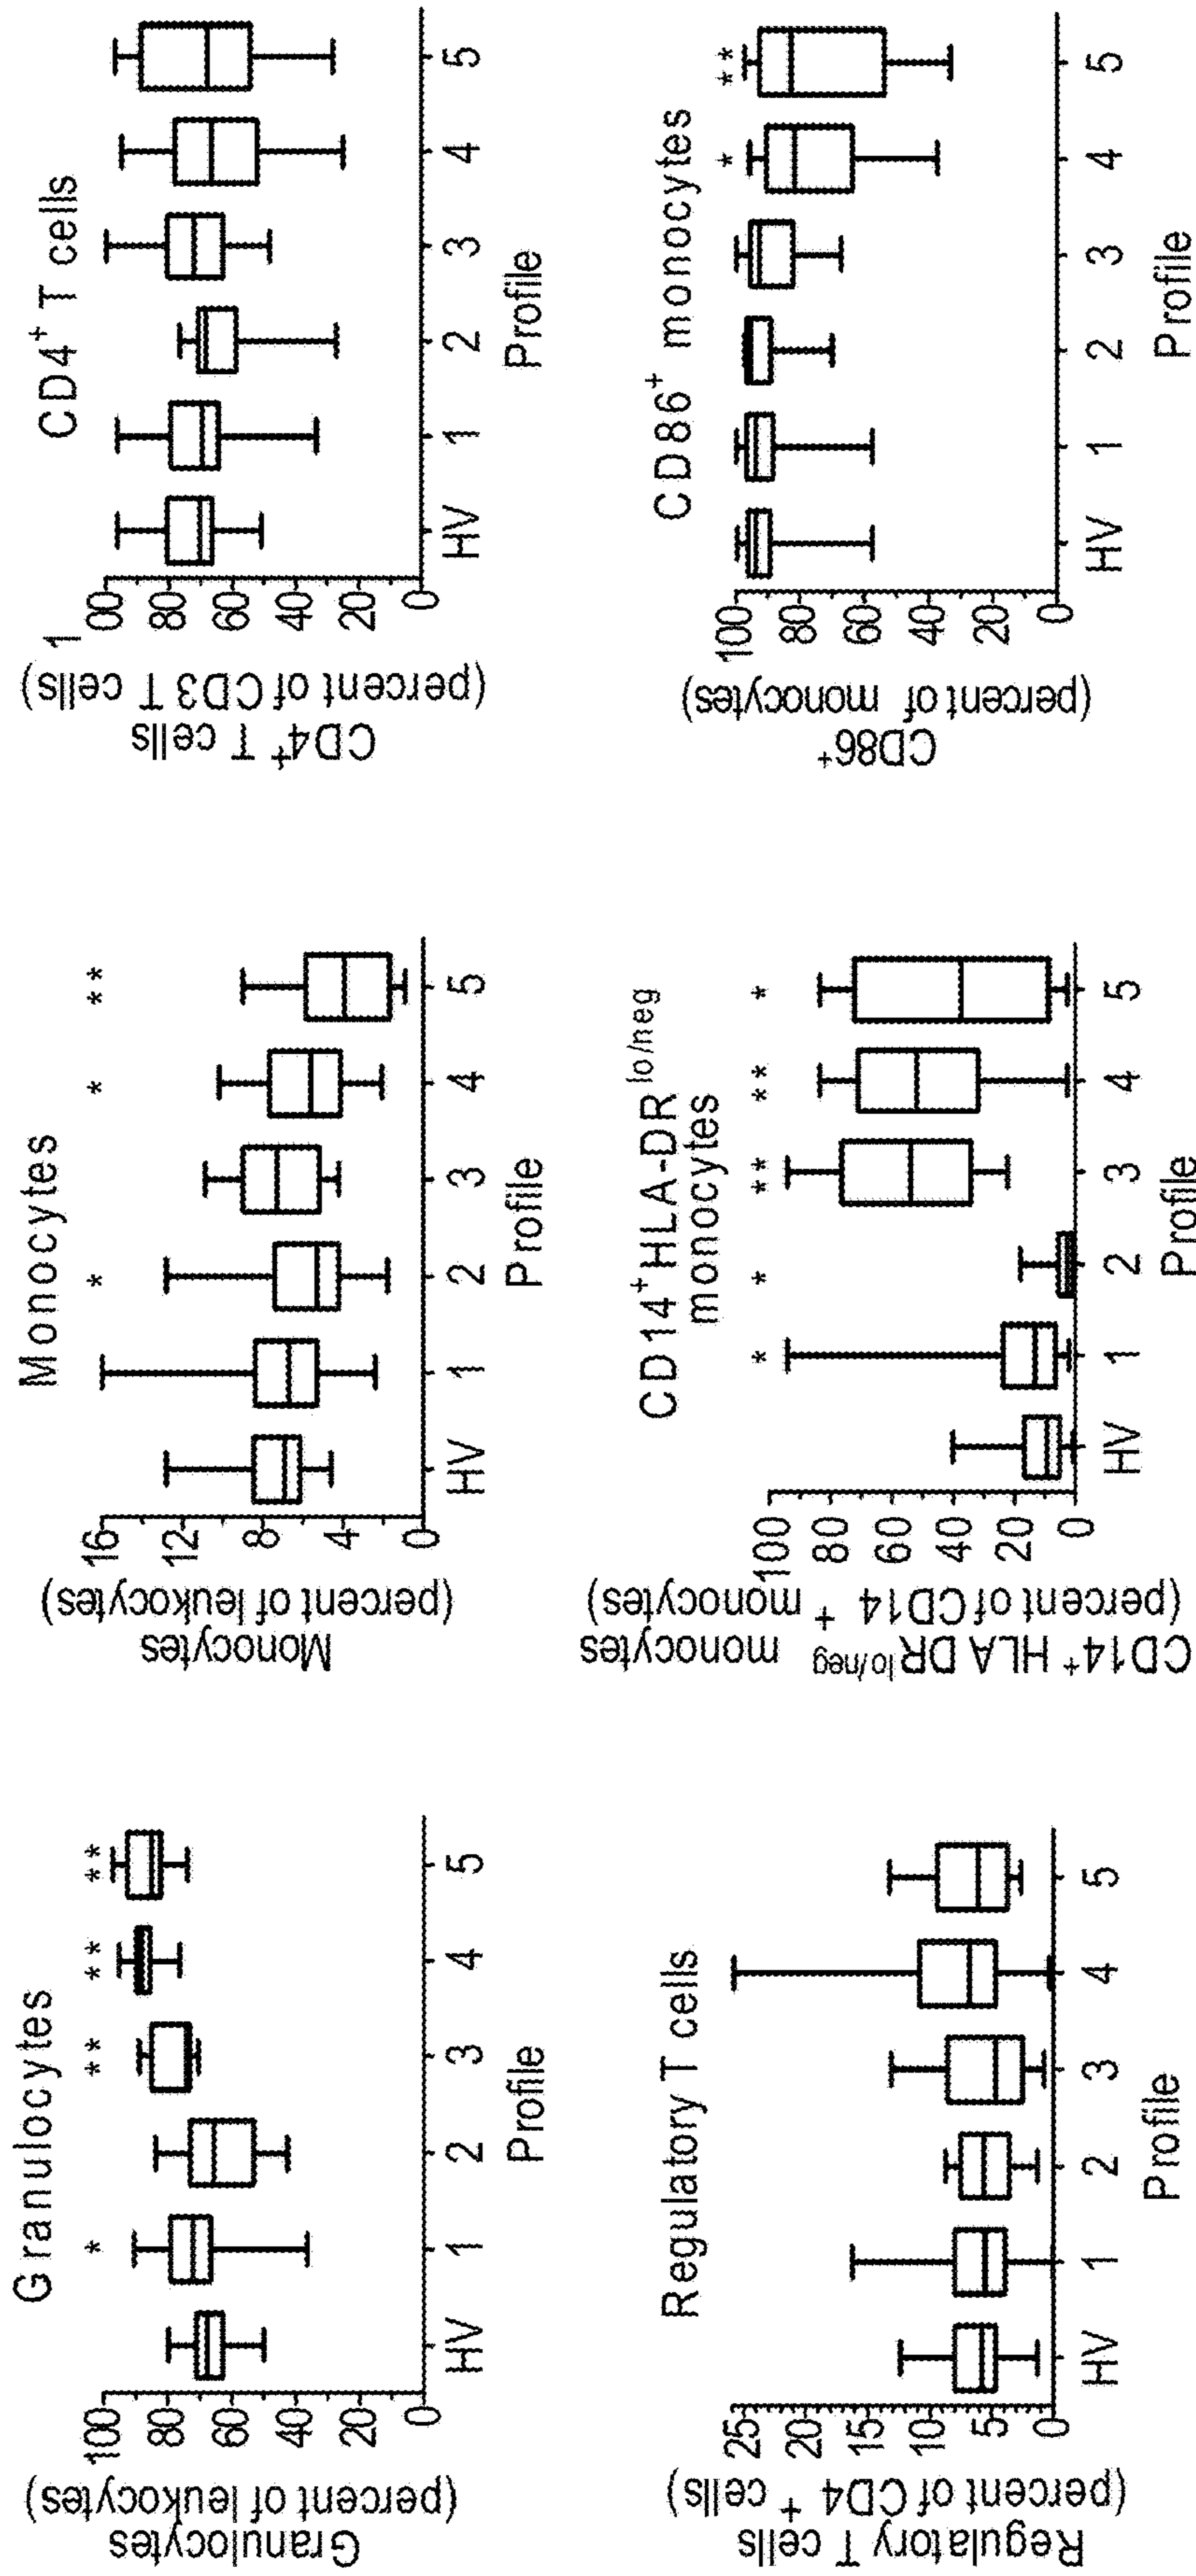 Granulocytes
Granulocytes
(percent of leukocytes)
100
80
60
40
20
0
*
**
**
**
HV 1 2 3 4 5
Profile
Monocytes
Monocytes
(percent of leukocytes)
16
12
8
4
0
*
*
**
HV 1 2 3 4 5
Profile
CD4⁺ T cells
CD4⁺ T cells
(percent of CD3 T cells)
1
00
80
60
40
20
0
HV 1 2 3 4 5
Profile
Regulatory T cells
Regulatory T cells
(percent of CD4 ⁺ cells)
25
20
15
10
5
0
HV 1 2 3 4 5
Profile
CD14⁺HLA-DR^lo/neg
monocytes
CD14⁺ HLA DR^lo/neg monocytes
(percent of CD14 ⁺ monocytes)
100
80
60
40
20
0
*
*
**
**
*
HV 1 2 3 4 5
Profile
CD86⁺ monocytes
CD86⁺
(percent of monocytes)
100
80
60
40
20
0
*
**
HV 1 2 3 4 5
Profile